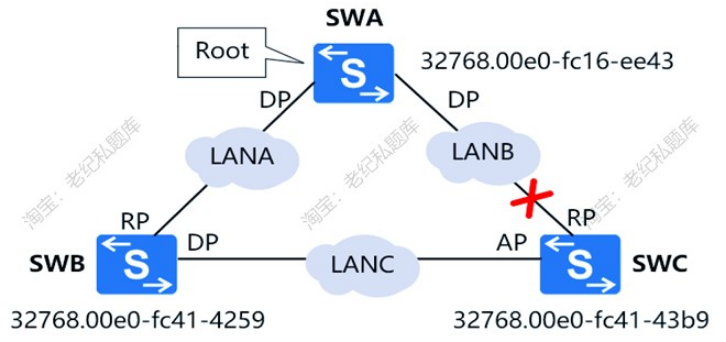 SWA
Root
S
32768.00e0-fc16-ee43
DP
DP
LANA
LANB
淘宝：老纪私题库
淘宝：老纪私题库
淘宝：老纪私题库
RP
RP
SWB
S
DP
LANC
AP
S
SWC
32768.00e0-fc41-4259
32768.00e0-fc41-43b9